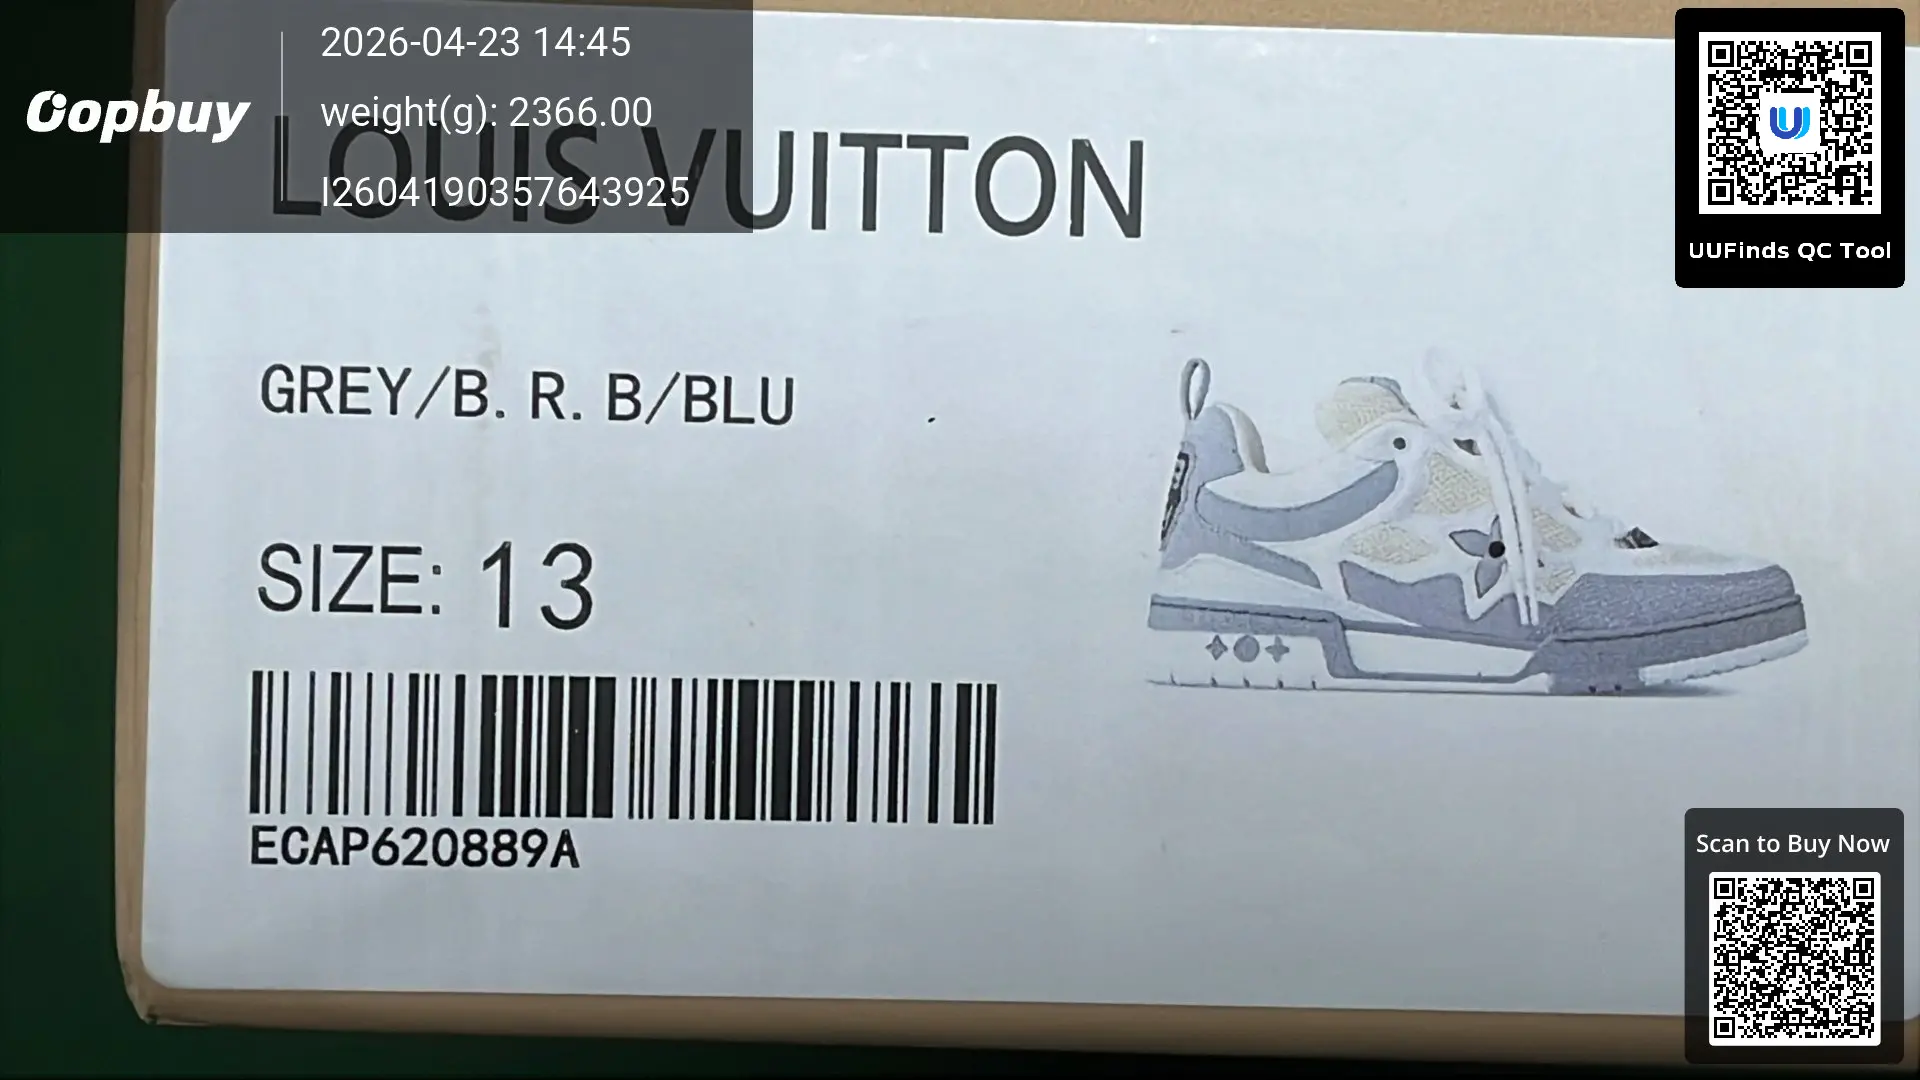 Oopbuy
2026-04-23 14:45
weight(g): 2366.00
I2604190357643925
LOUIS VUITTON
GREY/B. R. B/BLU
SIZE: 13
ECAP620889A
UUFinds QC Tool
Scan to Buy Now